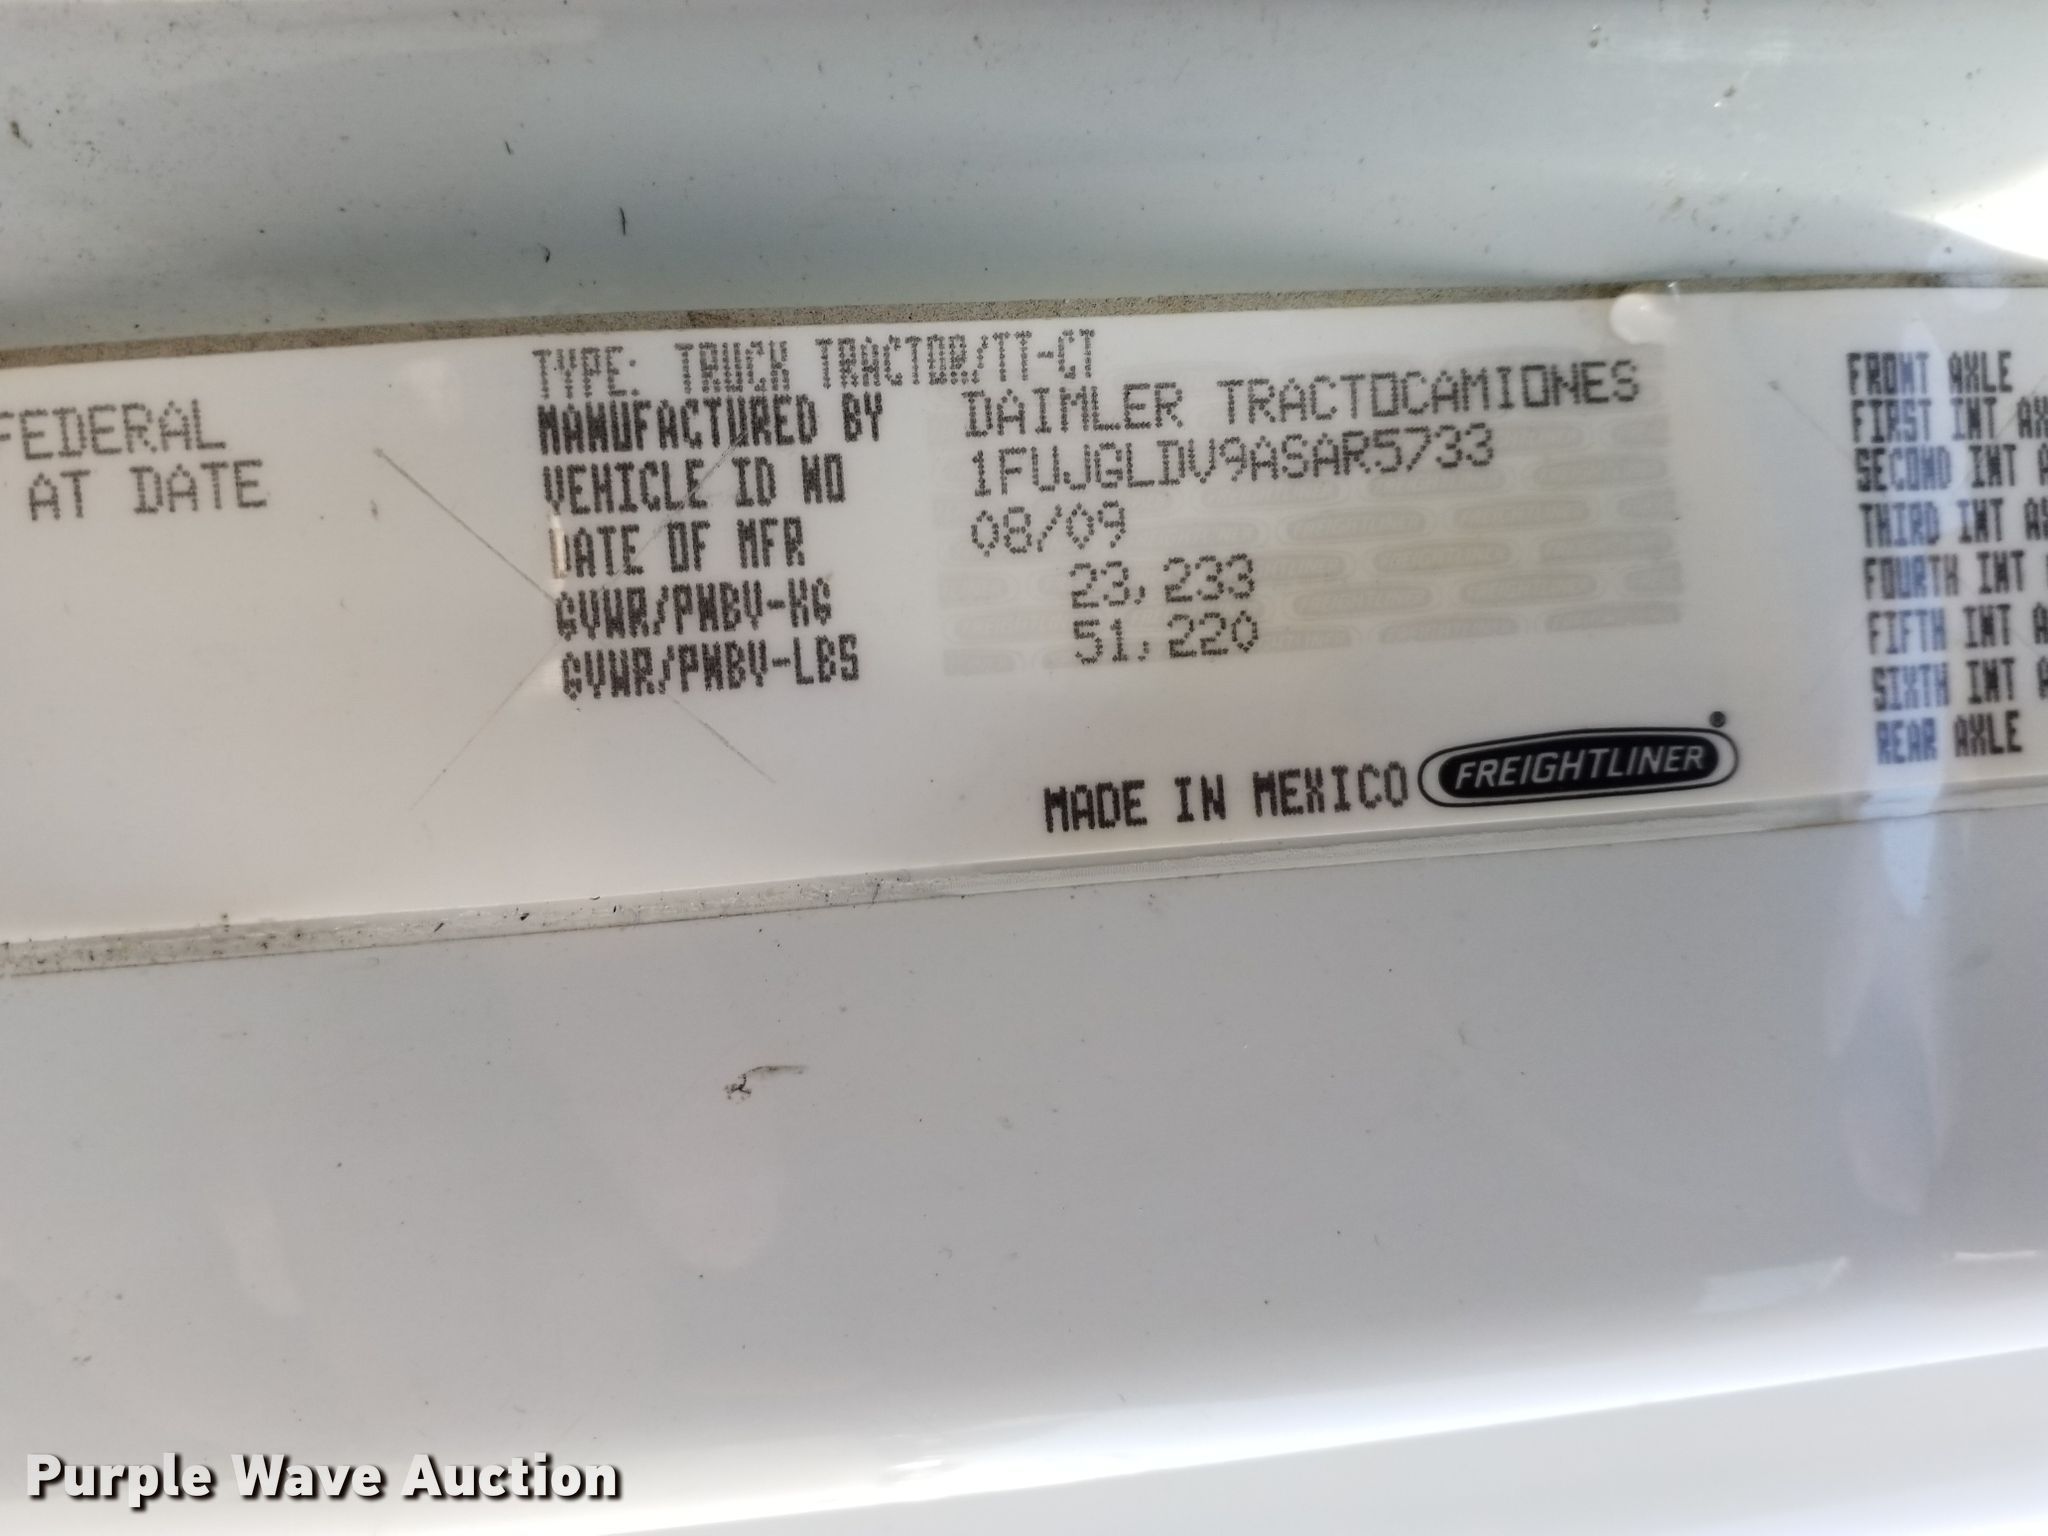 FEDERAL
AT DATE
TYPE: TRUCK TRACTOR/TT-CT
MANUFACTURED BY DAIMLER TRACTOCAMIONES
VEHICLE ID NO 1FUJGLDV9ASAR5733
DATE OF MFR 08/09
GVWR/PMBV-KG 23,233
GVWR/PMBV-LBS 51,220
MADE IN MEXICO FREIGHTLINER®
FRONT AXLE
FIRST INT AX
SECOND INT A
THIRD INT
FOURTH INT
FIFTH INT A
SIXTH INT A
REAR AXLE
Purple Wave Auction